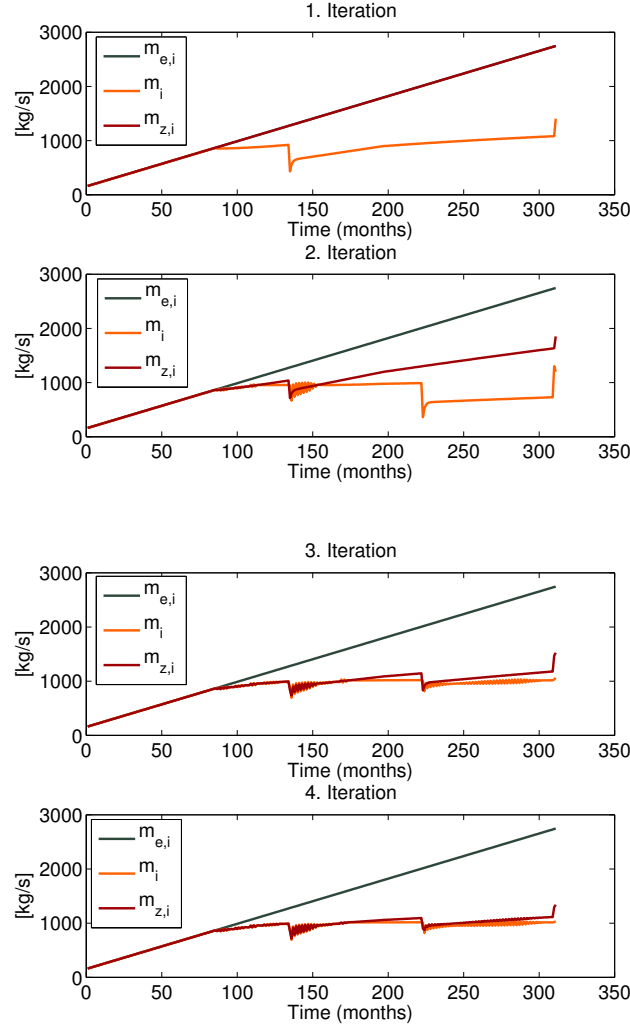 1. Iteration
3000
2000
1000
0
[kg/s]
m_e,i
m_i
m_z,i
0 50 100 150 200 250 300 350
Time (months)
2. Iteration
3000
2000
1000
0
[kg/s]
m_e,i
m_i
m_z,i
0 50 100 150 200 250 300 350
Time (months)
3. Iteration
3000
2000
1000
0
[kg/s]
m_e,i
m_i
m_z,i
0 50 100 150 200 250 300 350
Time (months)
4. Iteration
3000
2000
1000
0
[kg/s]
m_e,i
m_i
m_z,i
0 50 100 150 200 250 300 350
Time (months)